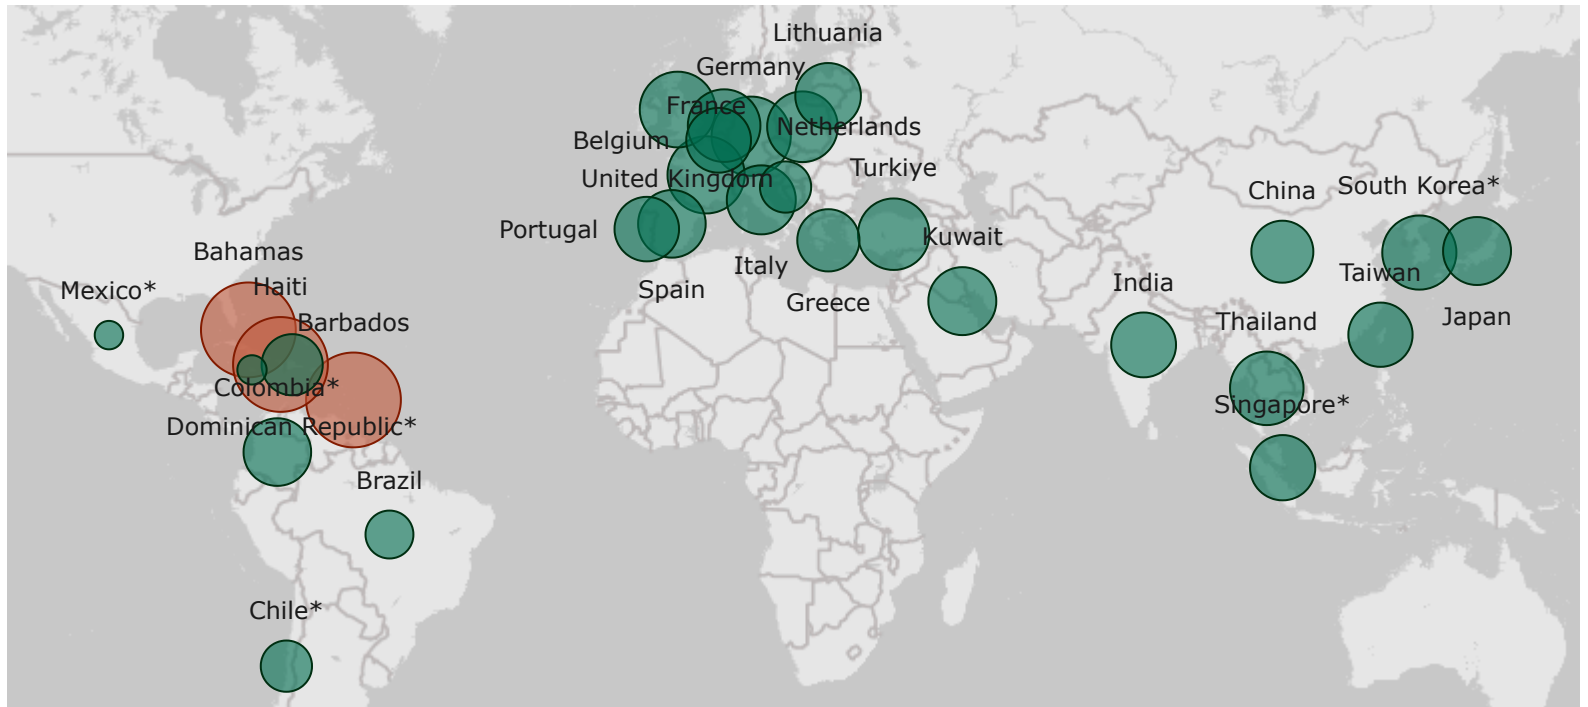 Lithuania
Germany
France
Belgium
Netherlands
United Kingdom
Turkiye
Portugal
Italy
Spain
Greece
Kuwait
China
South Korea*
Taiwan
Japan
India
Thailand
Singapore*
Bahamas
Haiti
Mexico*
Barbados
Colombia*
Dominican Republic*
Brazil
Chile*